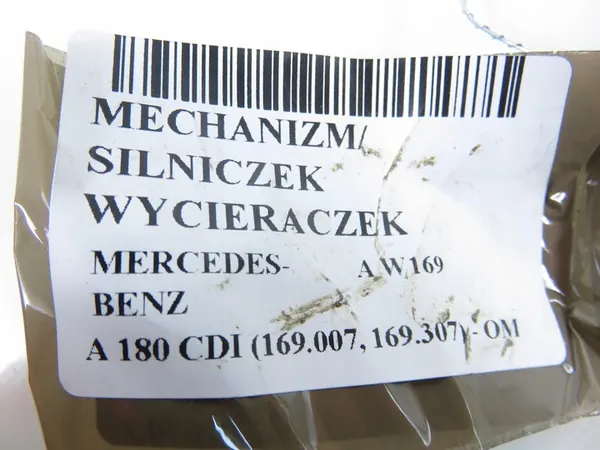 MECHANIZM/
SILNICZEK
WYCIERACZEK
MERCEDES- A W169
BENZ
A 180 CDI (169.007, 169.307) - OM